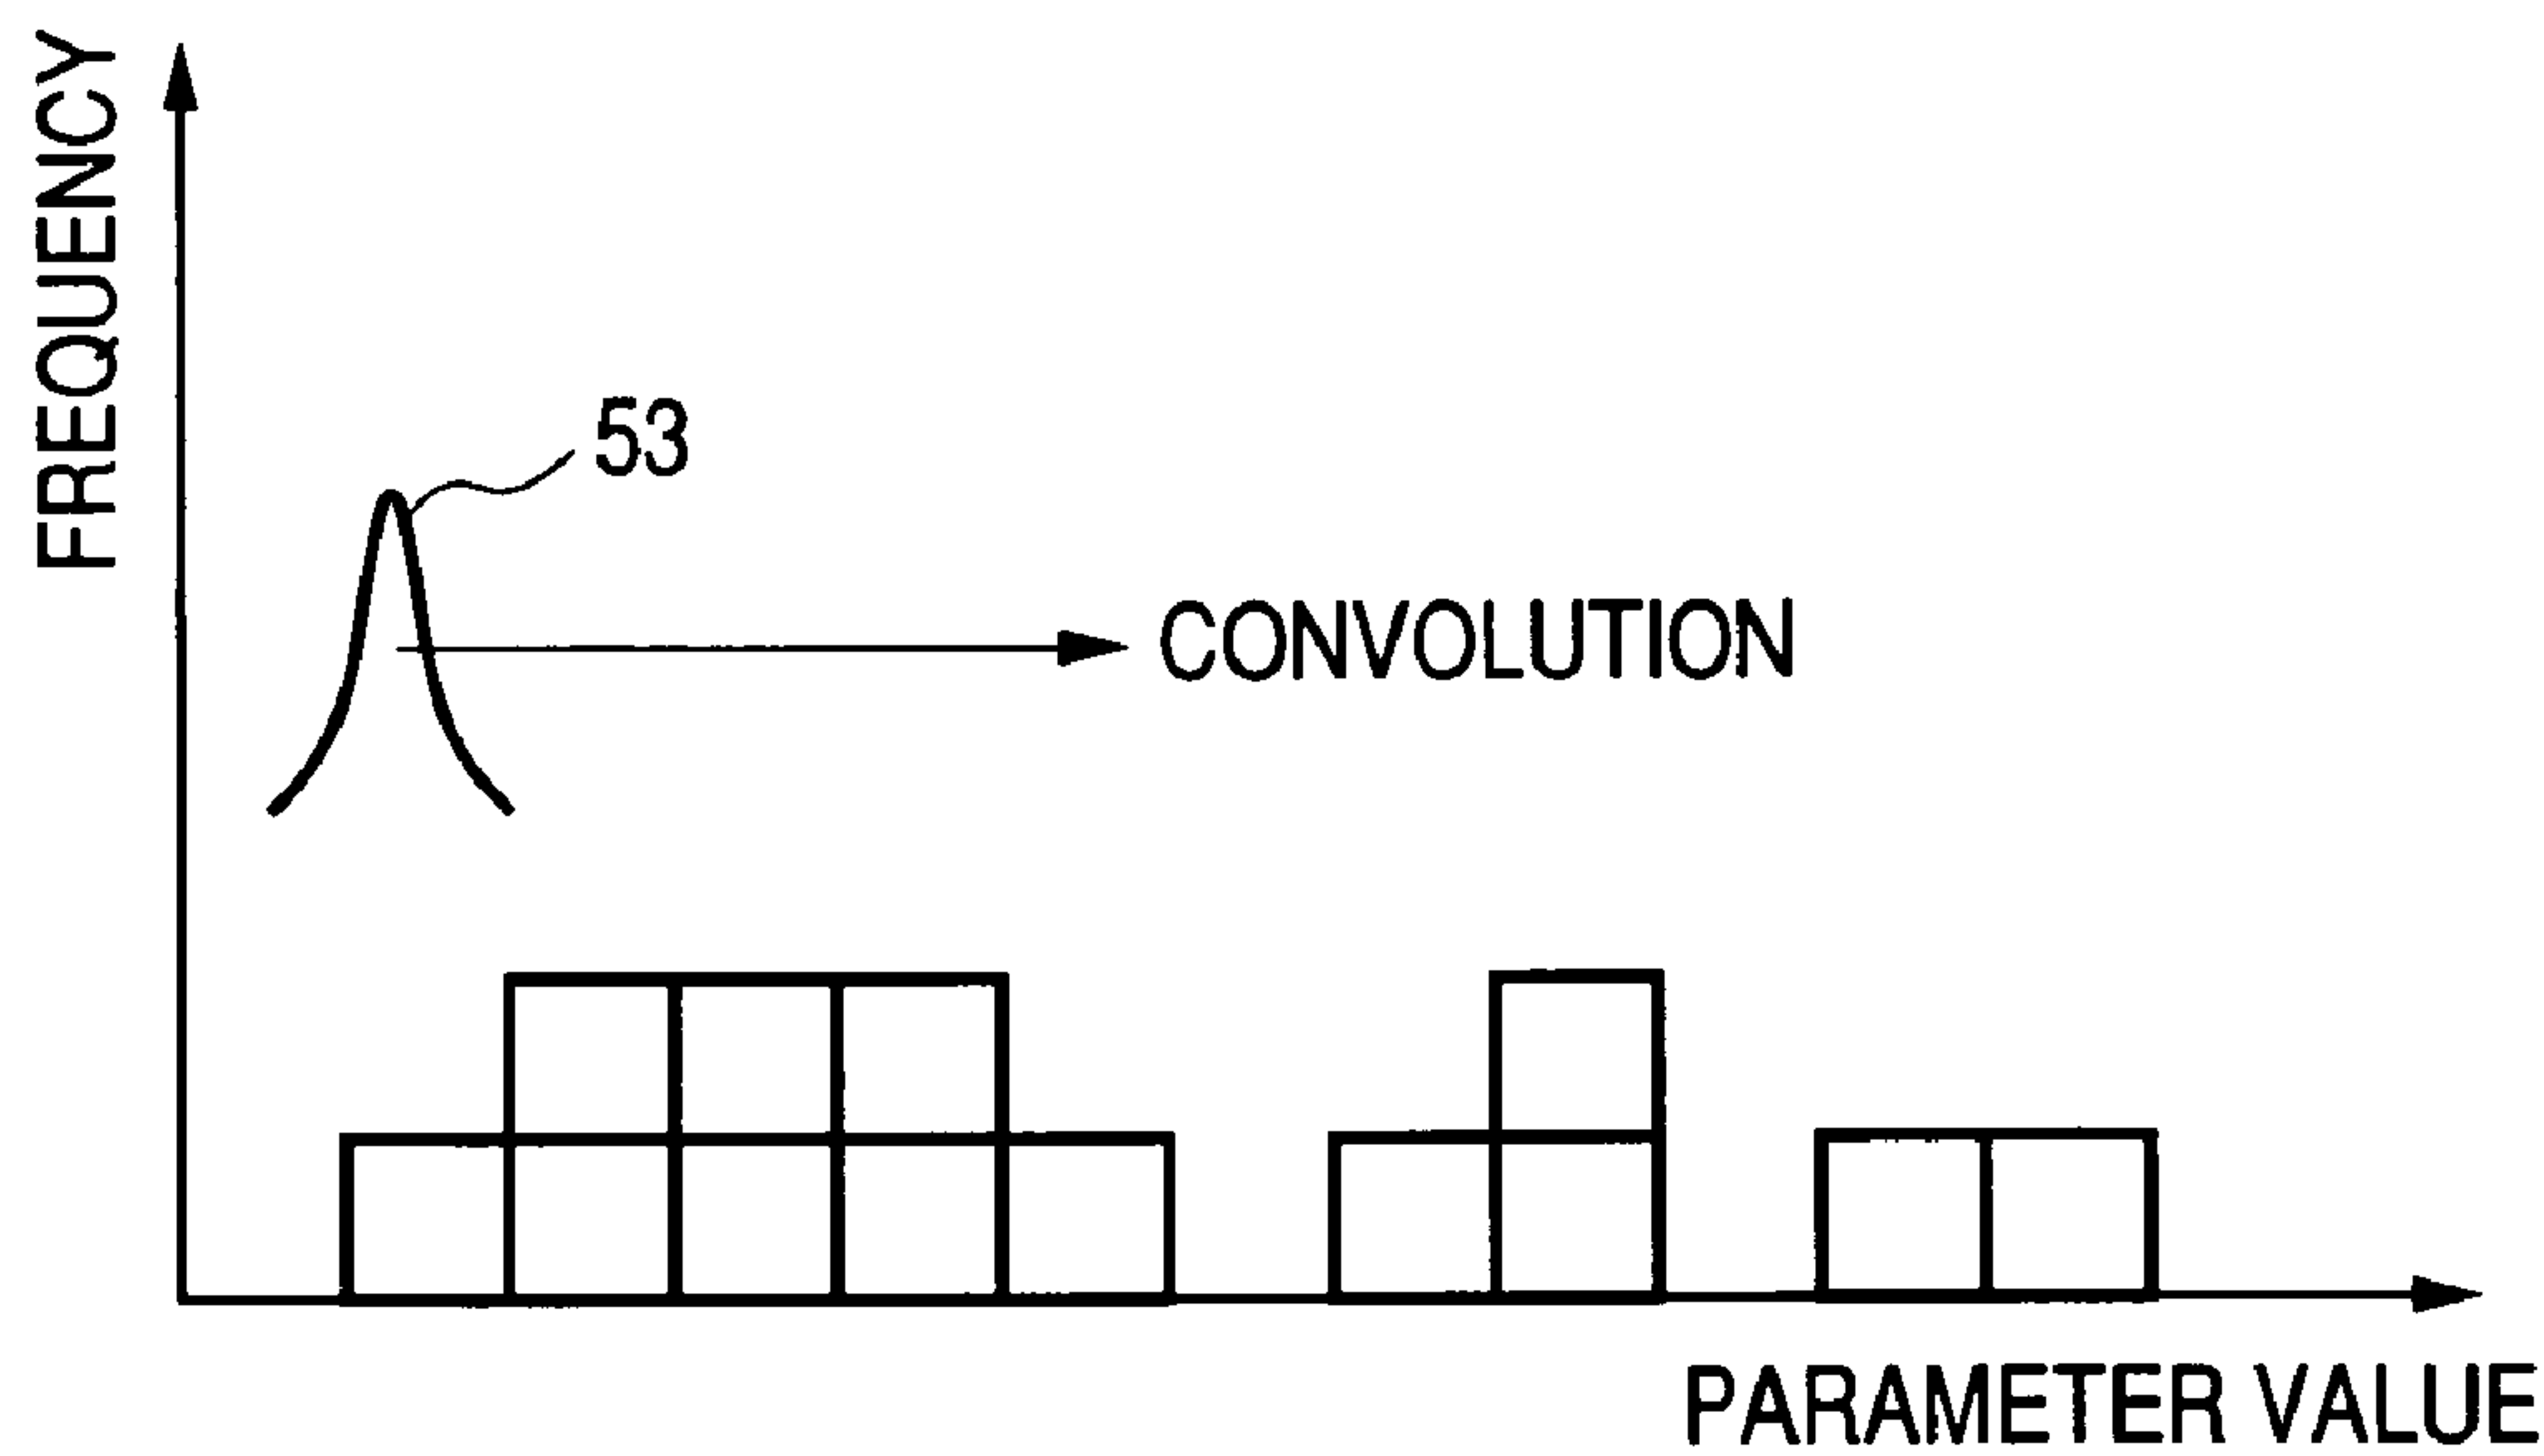 FREQUENCY
53
CONVOLUTION
PARAMETER VALUE